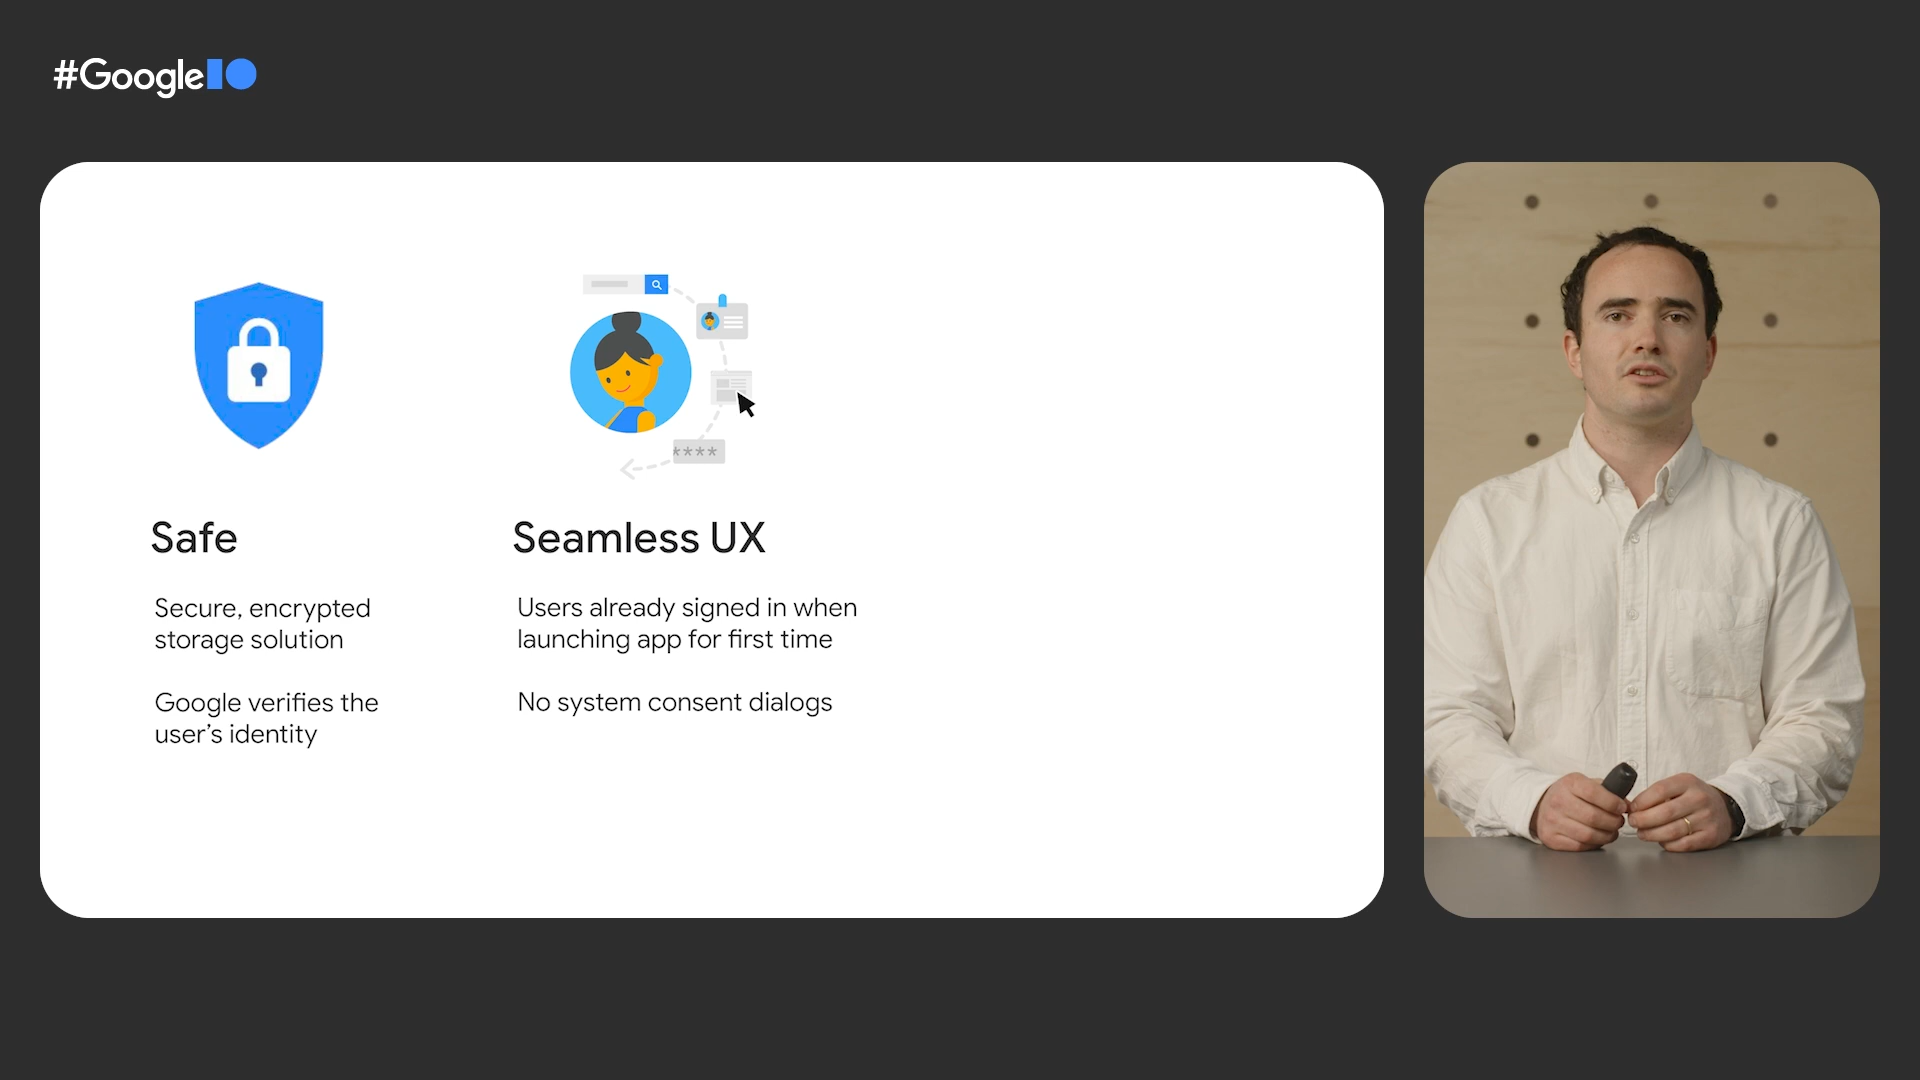 #GoogleIO
****
Safe
Secure, encrypted
storage solution
Google verifies the
user's identity
Seamless UX
Users already signed in when
launching app for first time
No system consent dialogs